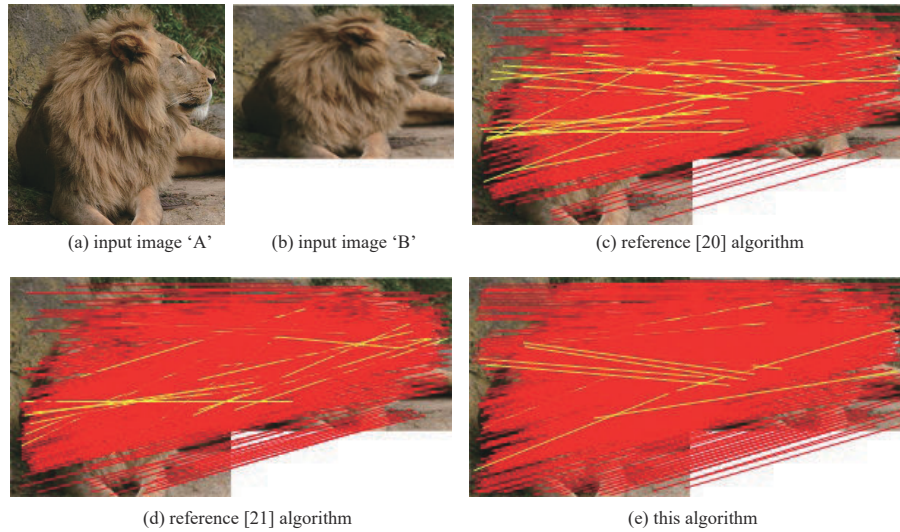 (a) input image ‘A’
(b) input image ‘B’
(c) reference [20] algorithm
(d) reference [21] algorithm
(e) this algorithm